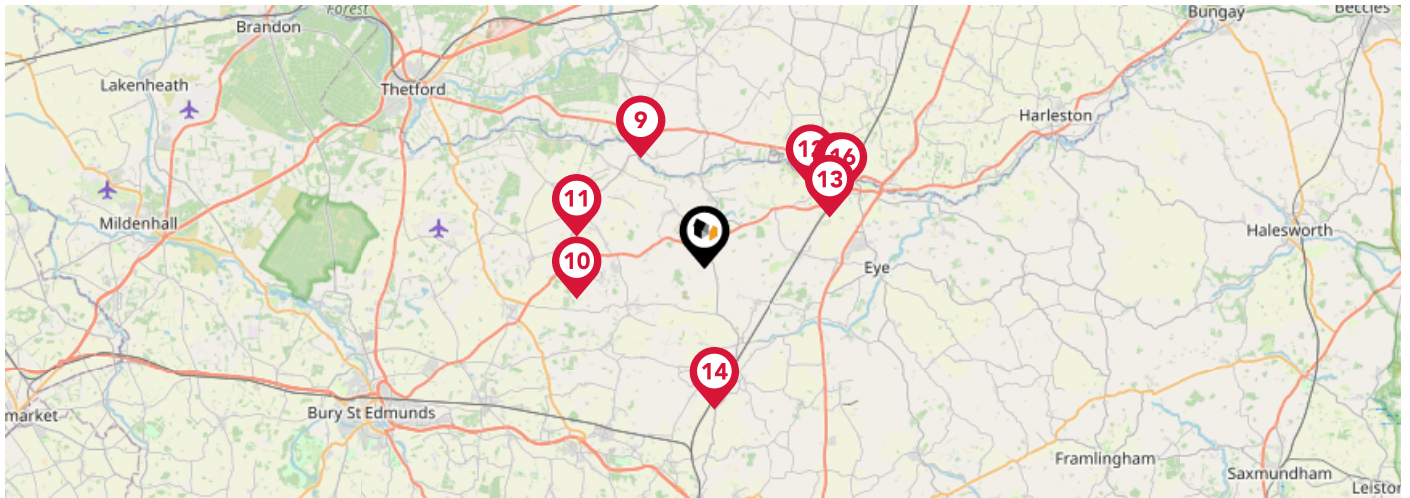 Forest
Beccles
Bungay
Brandon
Lakenheath
Thetford
Harleston
9
12
16
13
11
Mildenhall
Halesworth
10
Eye
14
market
Bury St Edmunds
Framlingham
Saxmundham
Leiston